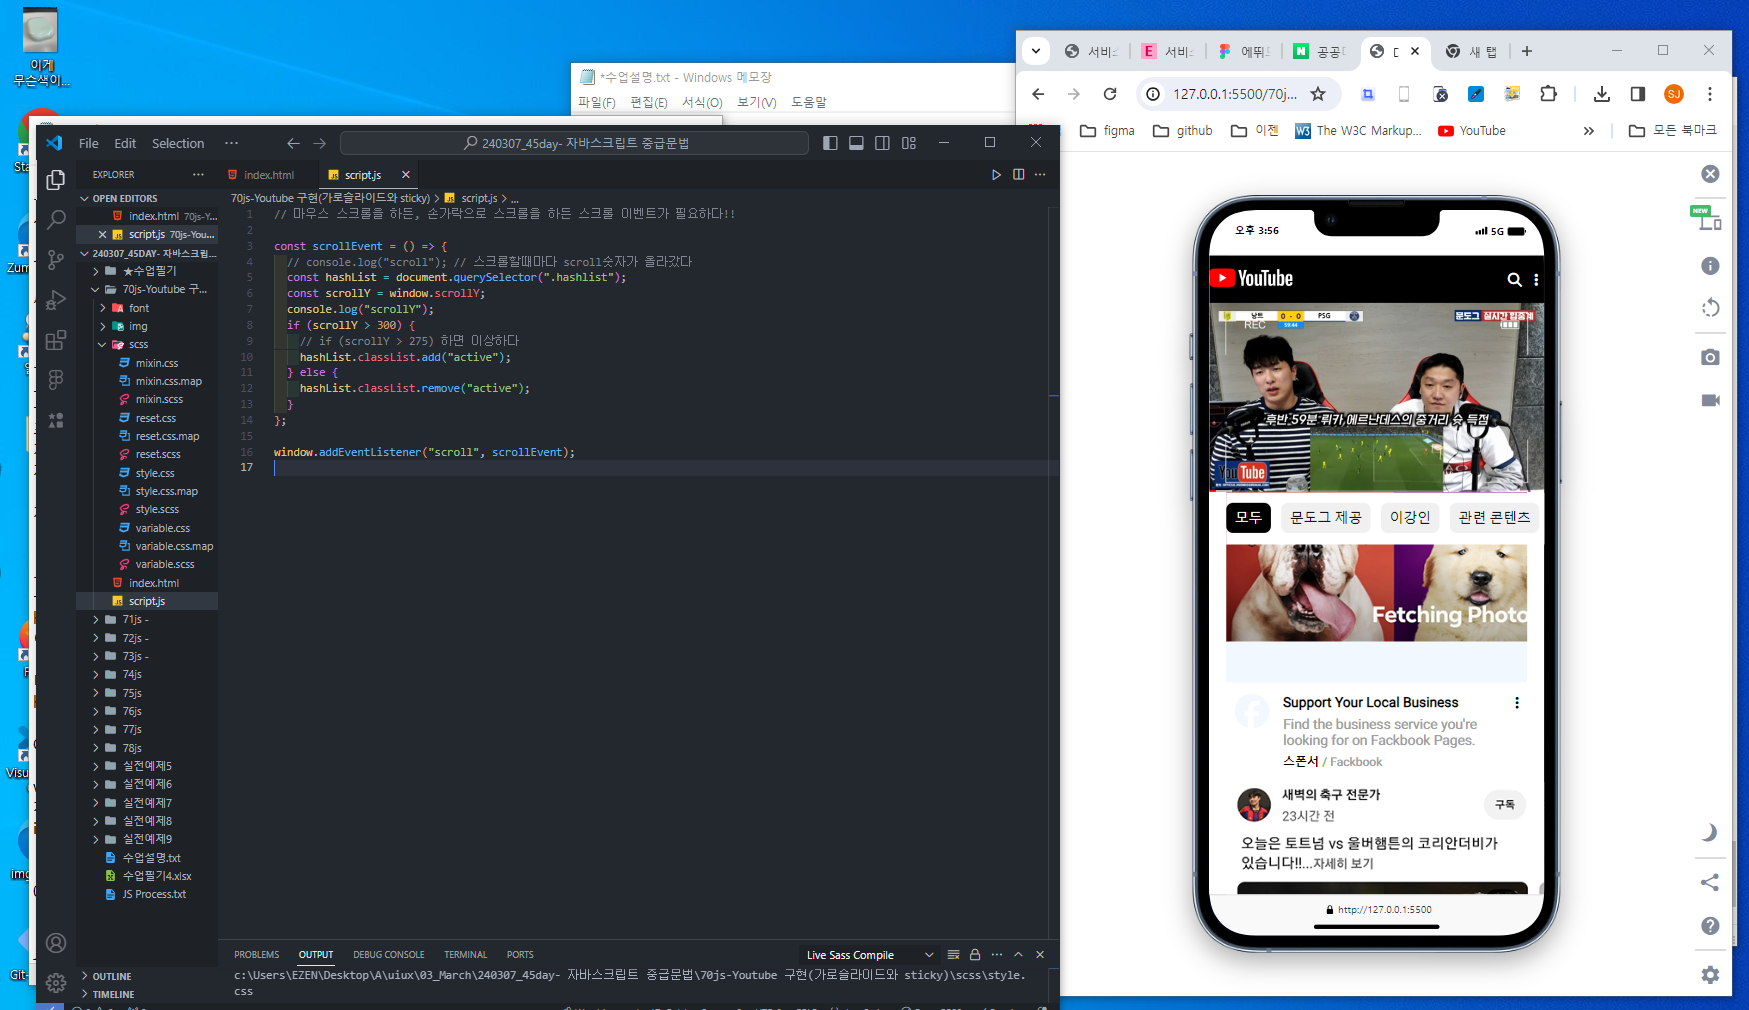 이게
무슨색이...
*수업설명.txt - Windows 메모장
파일(F) 편집(E) 서식(O) 보기(V) 도움말
서비 서비 에뛰 공공 새 탭
127.0.0.1:5500/70j...
SJ
figma github 이젠 The W3C Markup... YouTube 모든 북마크
File Edit Selection ...
240307_45day- 자바스크립트 중급문법
EXPLORER
index.html script.js
OPEN EDITORS
index.html 70js-Y...
script.js 70js-You...
240307_45DAY- 자바스크립...
★수업필기
70js-Youtube 구...
font
img
scss
mixin.css
mixin.css.map
mixin.scss
reset.css
reset.css.map
reset.scss
style.css
style.css.map
style.scss
variable.css
variable.css.map
variable.scss
index.html
script.js
71js -
72js -
73js -
74js
75js
76js
77js
78js
실전예제5
실전예제6
실전예제7
실전예제8
실전예제9
수업설명.txt
수업필기4.xlsx
JS Process.txt
OUTLINE
TIMELINE
70js-Youtube 구현(가로슬라이드와 sticky) > script.js > ...
1 // 마우스 스크롤을 하든, 손가락으로 스크롤을 하든 스크롤 이벤트가 필요하다!!
2
3 const scrollEvent = () => {
4 // console.log("scroll"); // 스크롤할때마다 scroll숫자가 올라갔다
5 const hashList = document.querySelector(".hashlist");
6 const scrollY = window.scrollY;
7 console.log("scrollY");
8 if (scrollY > 300) {
9 // if (scrollY > 275) 하면 이상하다
10 hashList.classList.add("active");
11 } else {
12 hashList.classList.remove("active");
13 }
14 };
15
16 window.addEventListener("scroll", scrollEvent);
17
PROBLEMS OUTPUT DEBUG CONSOLE TERMINAL PORTS
Live Sass Compile
c:\Users\EZEN\Desktop\A\uiux\03_March\240307_45day- 자바스크립트 중급문법\70js-Youtube 구현(가로슬라이드와 sticky)\scss\style.
css
NEW
오후 3:56 5G
YouTube
낭트 0 - 0 PSG
59:44
문도그 실시간 입중계
REC
후반 59분 뤼카 에르난데스의 중거리 슛 득점
YouTube
모두 문도그 제공 이강인 관련 콘텐츠
Fetching Photo
Support Your Local Business
Find the business service you're
looking for on Fackbook Pages.
스폰서 / Fackbook
새벽의 축구 전문가
23시간 전
구독
오늘은 토트넘 vs 울버햄튼의 코리안더비가
있습니다!!...자세히 보기
http://127.0.0.1:5500